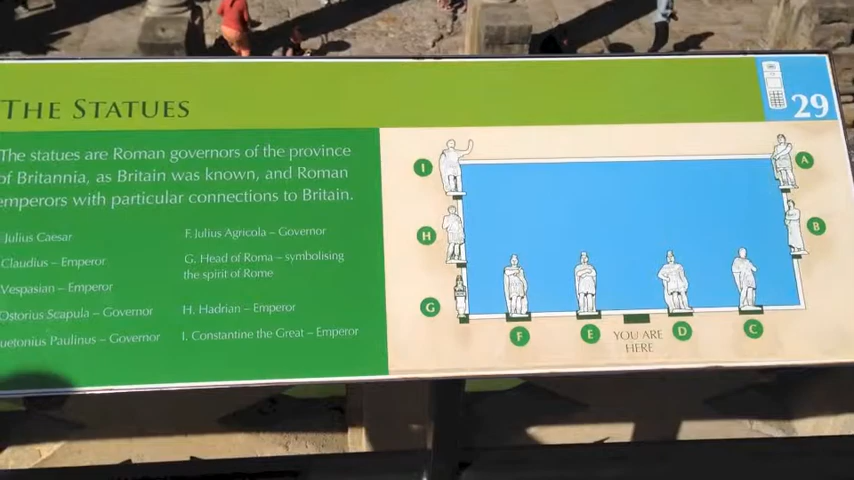 THE STATUES
29
The statues are Roman governors of the province
of Britannia, as Britain was known, and Roman
emperors with particular connections to Britain.
Julius Caesar
Claudius – Emperor
Vespasian – Emperor
Ostorius Scapula – Governor
uetonius Paulinus – Governor
F. Julius Agricola – Governor
G. Head of Roma – symbolising
the spirit of Rome
H. Hadrian – Emperor
I. Constantine the Great – Emperor
I
A
H
B
G
F
E
YOU ARE
HERE
D
C